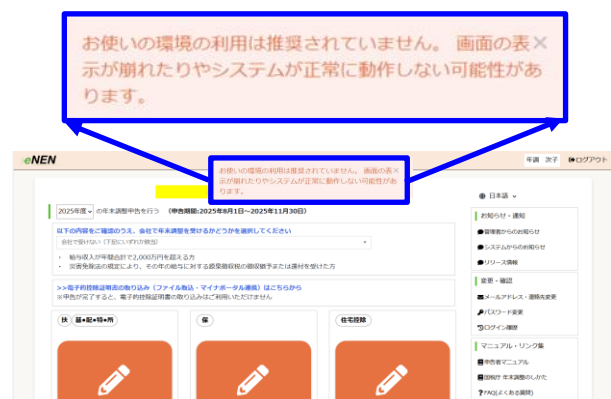 お使いの環境の利用は推奨されていません。 画面の表×
示が崩れたりやシステムが正常に動作しない可能性があ
ります。
eNEN
お使いの環境の利用は推奨されていません。 画面の表×
示が崩れたりやシステムが正常に動作しない可能性があ
ります。
年調 次子
ログアウト
日本語
2025年度 の年末調整申告を行う (申告期間:2025年8月1日~2025年11月30日)
以下の内容をご確認のうえ、会社で年末調整を受けるかどうかを選択してください
会社で受けない(下記にいずれか該当)
・ 給与収入が年間合計で2,000万円を超える方
・ 災害免除法の規定により、その年の給与に対する源泉徴収税の徴収猶予または還付を受けた方
>>電子的控除証明書の取り込み(ファイル取込・マイナポータル連携)はこちらから
※申告が完了すると、電子的控除証明書の取り込みはご利用いただけません
扶 基•配•特•所
保
住宅控除
お知らせ・通知
管理者からのお知らせ
システムからのお知らせ
リリース情報
変更・確認
メールアドレス・連絡先変更
パスワード変更
ログイン履歴
マニュアル・リンク集
申告者マニュアル
国税庁 年末調整のしかた
FAQ(よくある質問)